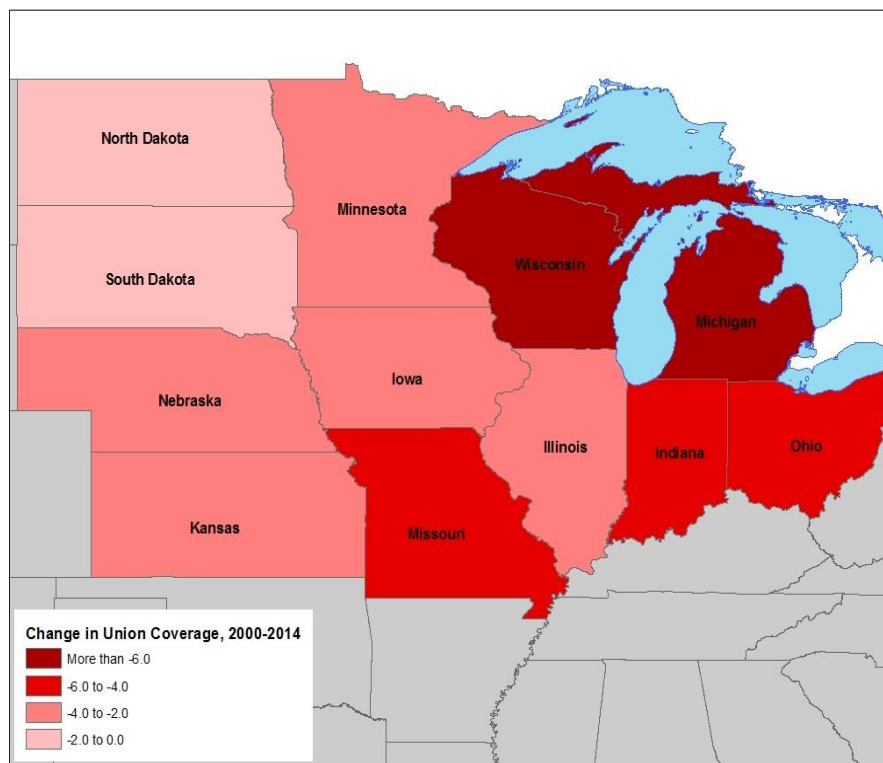 North Dakota
Minnesota
South Dakota
Wisconsin
Michigan
Nebraska
Iowa
Illinois
Indiana
Ohio
Kansas
Missouri
Change in Union Coverage, 2000-2014
More than -6.0
-6.0 to -4.0
-4.0 to -2.0
-2.0 to 0.0